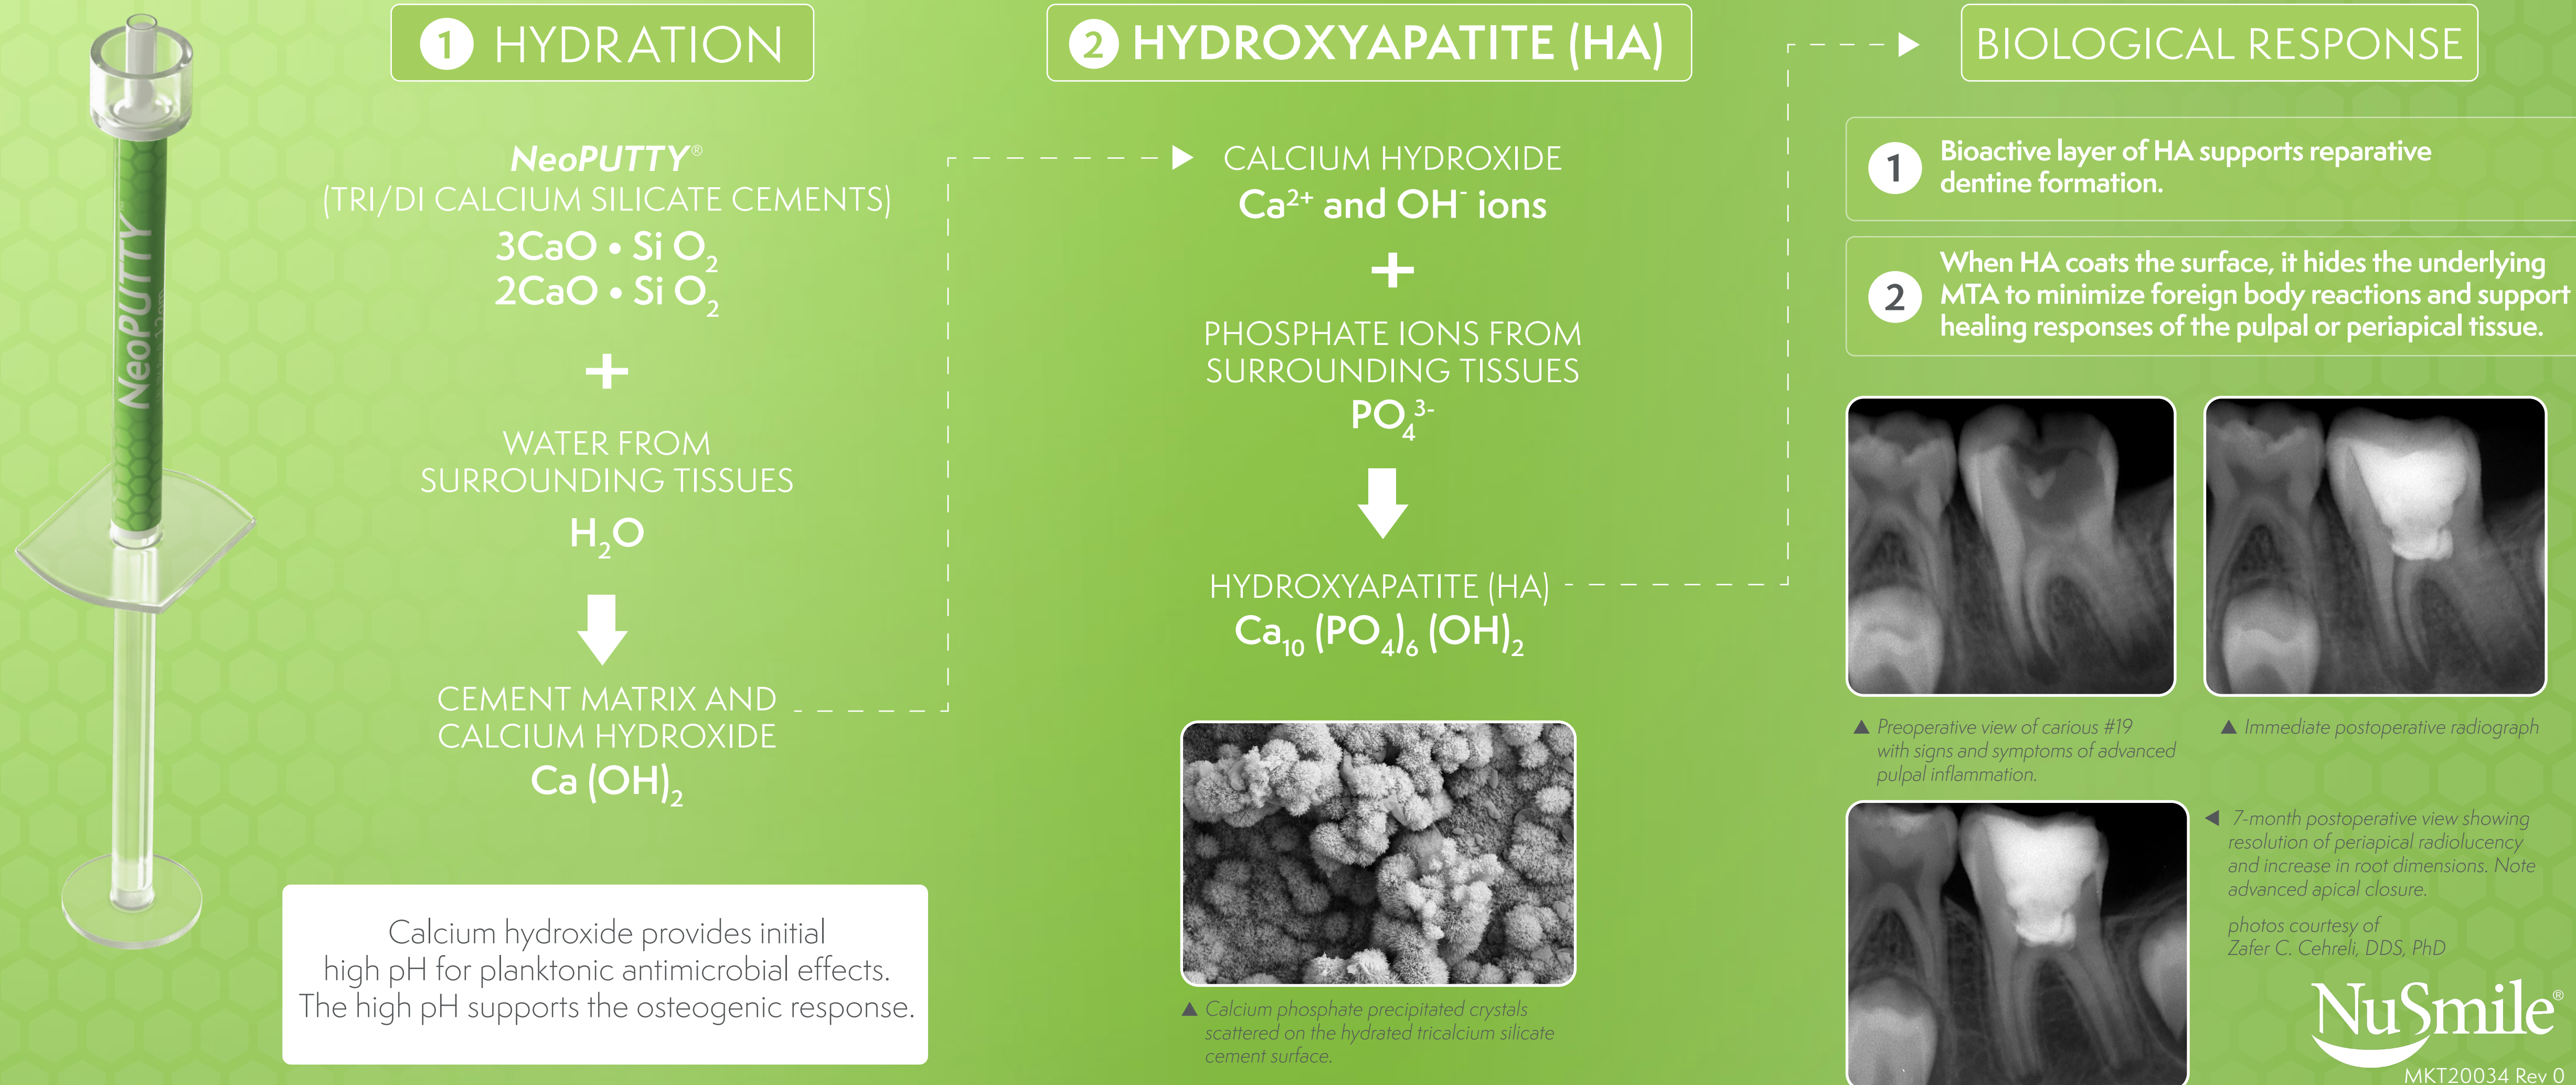 NeoPUTTY™
1 HYDRATION
NeoPUTTY®
(TRI/DI CALCIUM SILICATE CEMENTS)
3CaO • Si O₂
2CaO • Si O₂
+
WATER FROM
SURROUNDING TISSUES
H₂O
CEMENT MATRIX AND
CALCIUM HYDROXIDE
Ca (OH)₂
Calcium hydroxide provides initial
high pH for planktonic antimicrobial effects.
The high pH supports the osteogenic response.
2 HYDROXYAPATITE (HA)
CALCIUM HYDROXIDE
Ca²⁺ and OH⁻ ions
+
PHOSPHATE IONS FROM
SURROUNDING TISSUES
PO₄³⁻
HYDROXYAPATITE (HA)
Ca₁₀ (PO₄)₆ (OH)₂
▲ Calcium phosphate precipitated crystals
scattered on the hydrated tricalcium silicate
cement surface.
BIOLOGICAL RESPONSE
1 Bioactive layer of HA supports reparative
dentine formation.
2 When HA coats the surface, it hides the underlying
MTA to minimize foreign body reactions and support
healing responses of the pulpal or periapical tissue.
▲ Preoperative view of carious #19
with signs and symptoms of advanced
pulpal inflammation.
▲ Immediate postoperative radiograph
◀ 7-month postoperative view showing
resolution of periapical radiolucency
and increase in root dimensions. Note
advanced apical closure.
photos courtesy of
Zafer C. Cehreli, DDS, PhD
NuSmile®
MKT20034 Rev 0